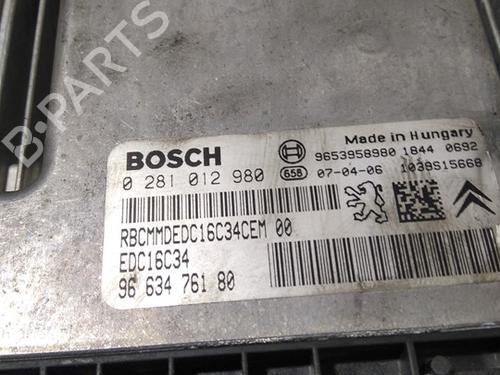 Made in Hungary
BOSCH
9653958980 1844 0692
0 281 012 980
658 07-04-06 1039S15668
RBCMMDEDC16C34CEM 00
EDC16C34
96 634 761 80
B-PARTS